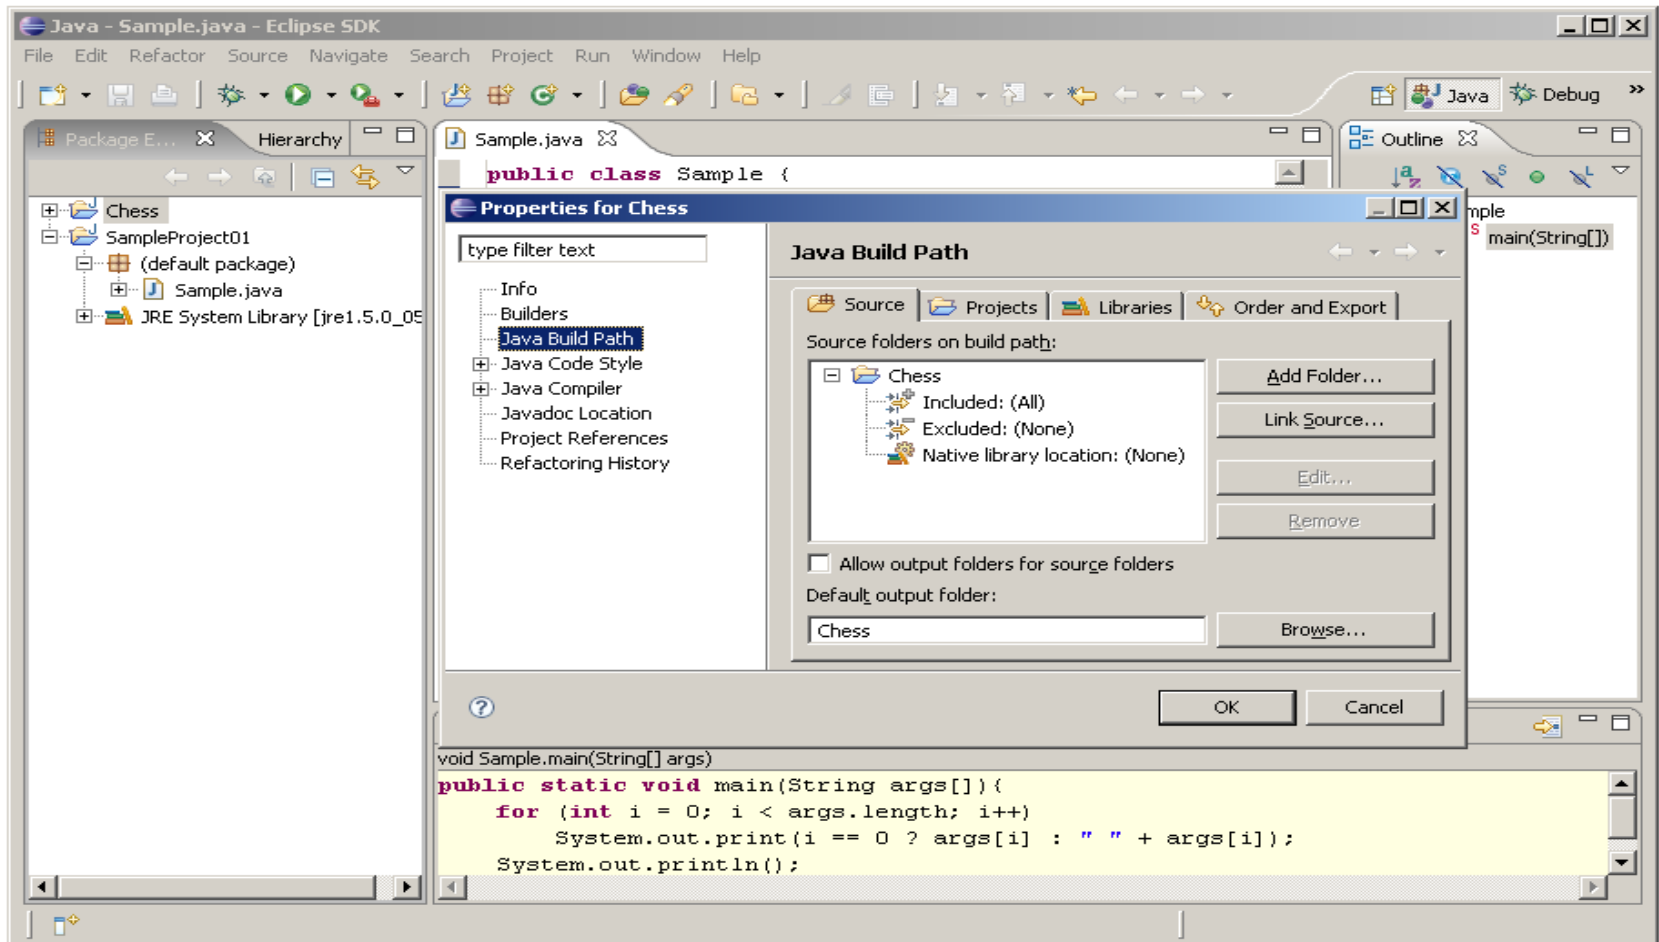 Java - Sample.java - Eclipse SDK
File Edit Refactor Source Navigate Search Project Run Window Help
Java Debug »
Package E... Hierarchy
Sample.java
Outline
public class Sample {
Chess
SampleProject01
(default package)
Sample.java
JRE System Library [jre1.5.0_05
Properties for Chess
type filter text
Info
Builders
Java Build Path
Java Code Style
Java Compiler
Javadoc Location
Project References
Refactoring History
Java Build Path
Source Projects Libraries Order and Export
Source folders on build path:
Chess
Included: (All)
Excluded: (None)
Native library location: (None)
Add Folder...
Link Source...
Edit...
Remove
Allow output folders for source folders
Default output folder:
Chess
Browse...
OK Cancel
mple
S main(String[])
void Sample.main(String[] args)
public static void main(String args[]){
for (int i = 0; i < args.length; i++)
System.out.print(i == 0 ? args[i] : " " + args[i]);
System.out.println();